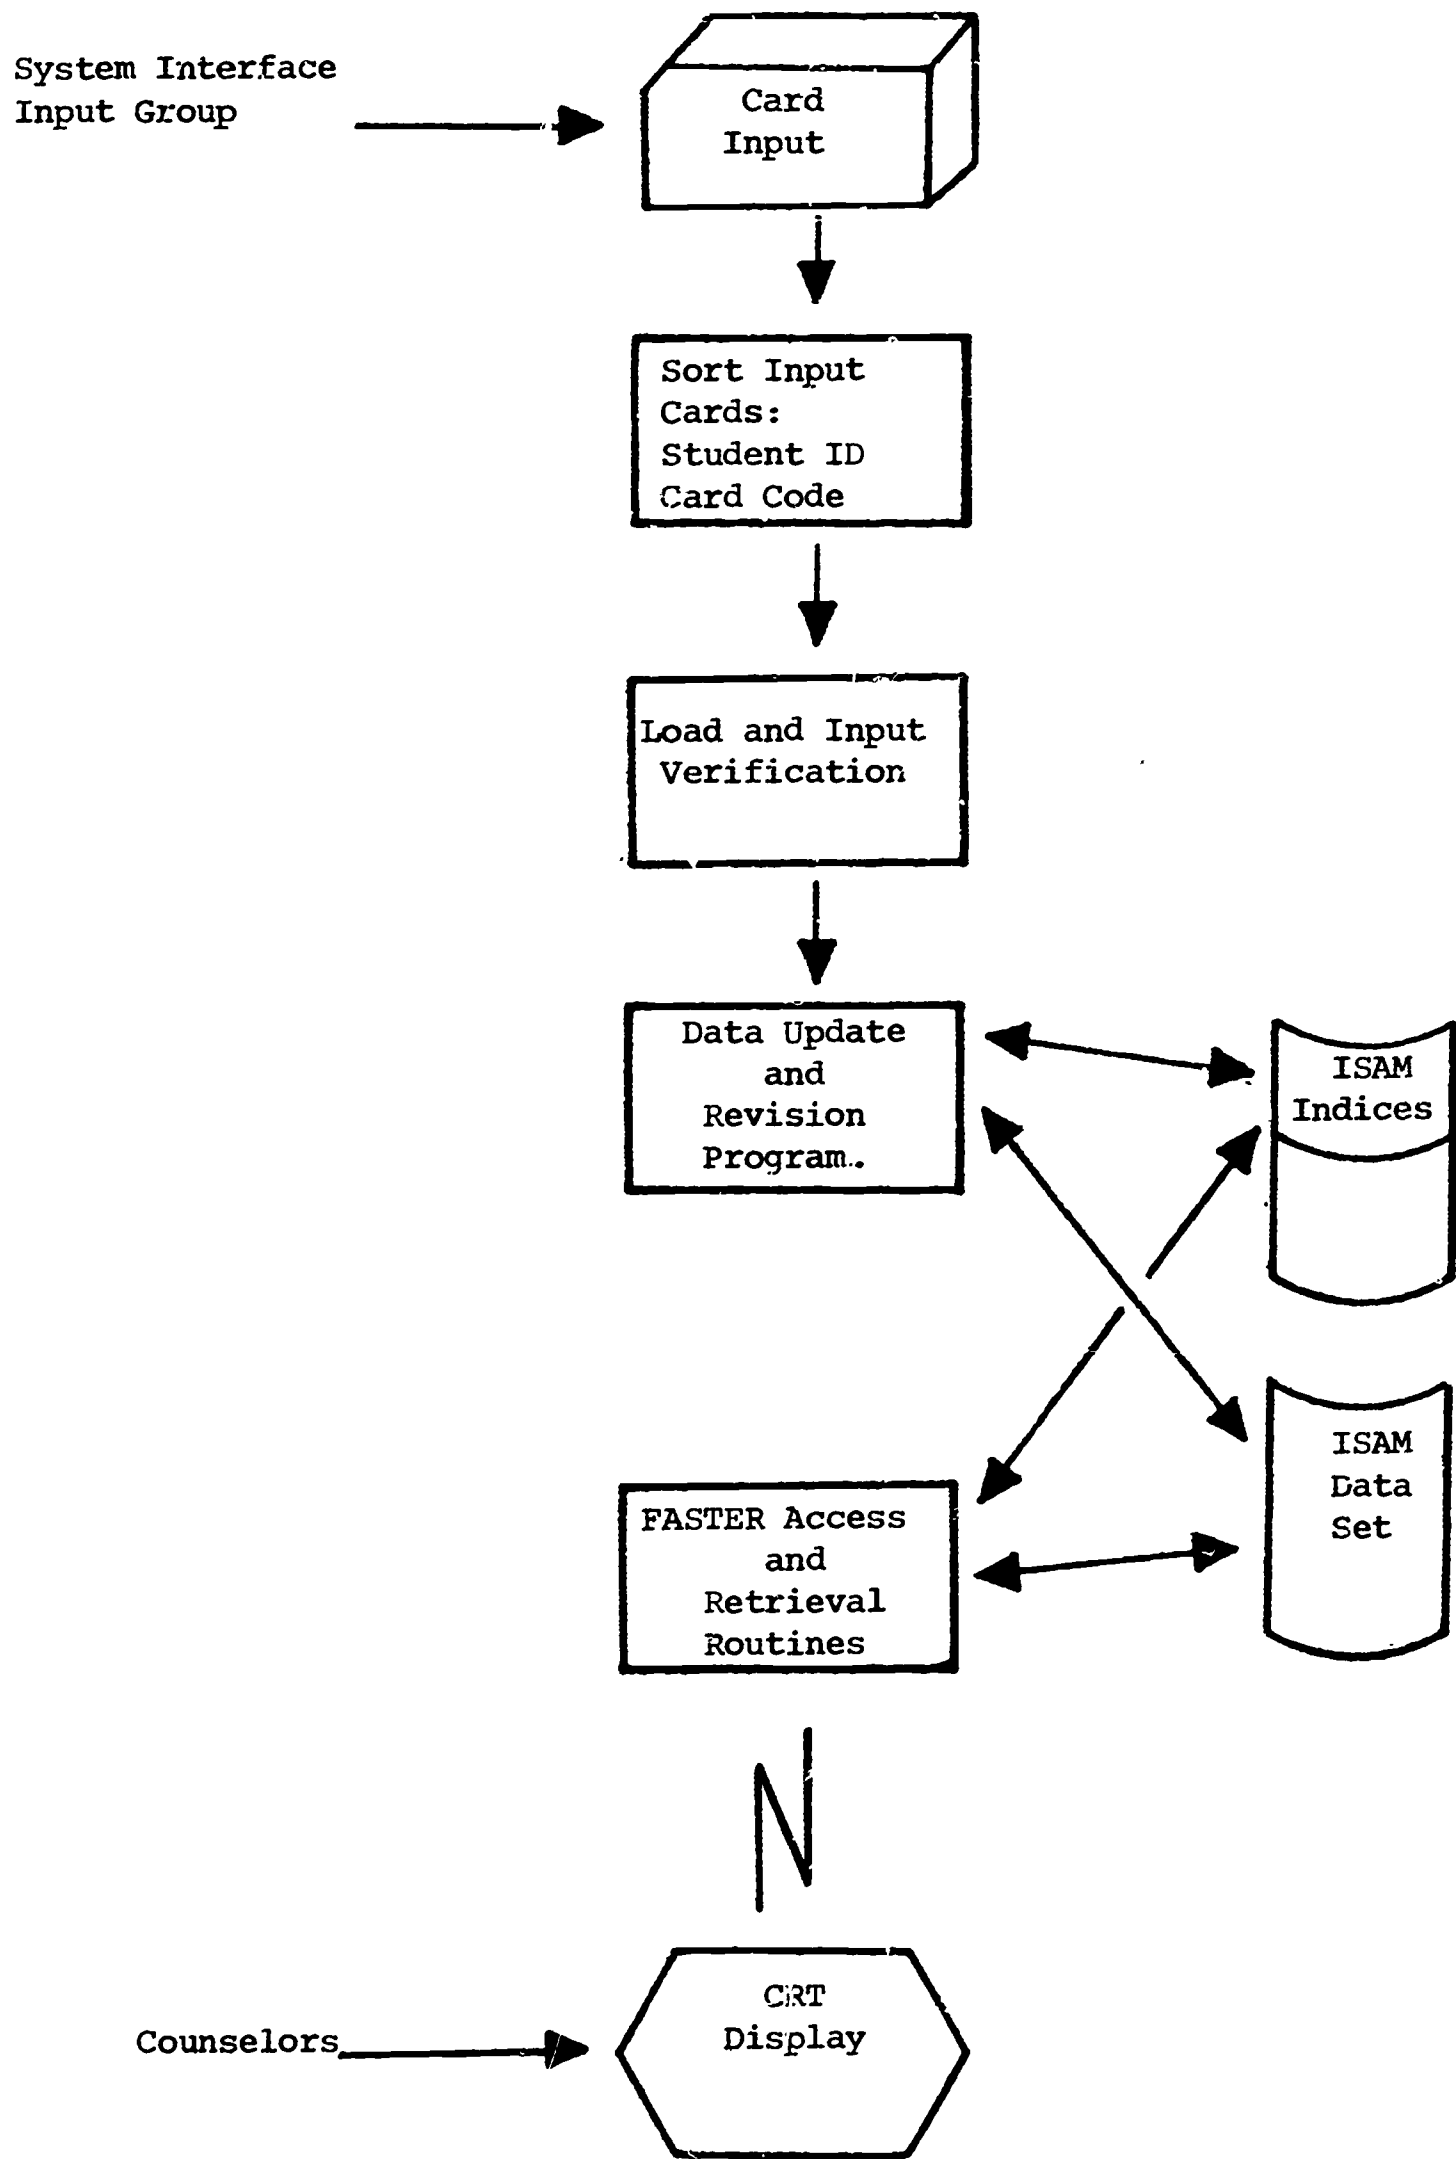 System Interface
Input Group
Card
Input
Sort Input
Cards:
Student ID
Card Code
Load and Input
Verification
Data Update
and
Revision
Program..
ISAM
Indices
ISAM
Data
Set
FASTER Access
and
Retrieval
Routines
CRT
Display
Counselors